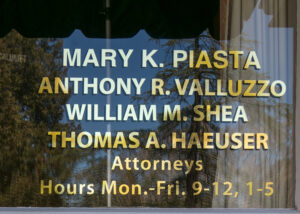 MARY K. PIASTA
ANTHONY R. VALLUZZO
WILLIAM M. SHEA
THOMAS A. HAEUSER
Attorneys
Hours Mon.-Fri. 9-12, 1-5